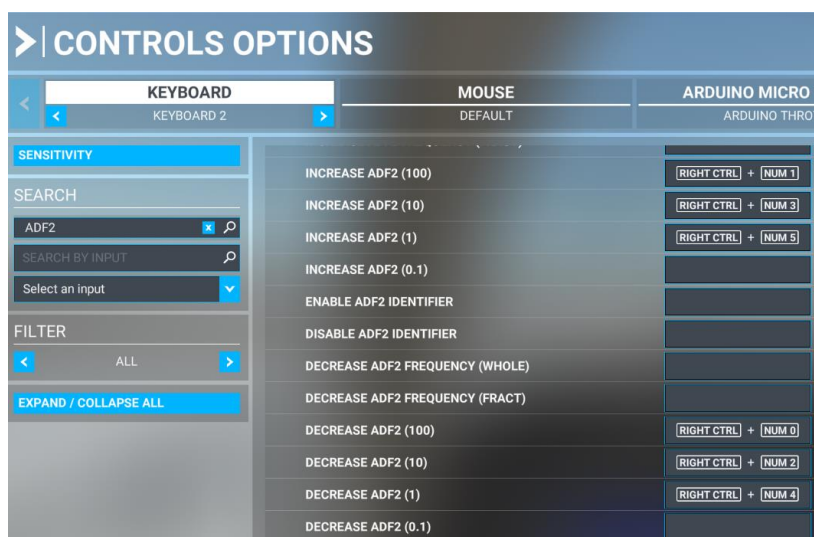 CONTROLS OPTIONS
KEYBOARD
KEYBOARD 2
MOUSE
DEFAULT
ARDUINO MICRO
ARDUINO THRO
SENSITIVITY
SEARCH
ADF2
SEARCH BY INPUT
Select an input
FILTER
ALL
EXPAND / COLLAPSE ALL
INCREASE ADF2 (100) RIGHT CTRL + NUM 1
INCREASE ADF2 (10) RIGHT CTRL + NUM 3
INCREASE ADF2 (1) RIGHT CTRL + NUM 5
INCREASE ADF2 (0.1)
ENABLE ADF2 IDENTIFIER
DISABLE ADF2 IDENTIFIER
DECREASE ADF2 FREQUENCY (WHOLE)
DECREASE ADF2 FREQUENCY (FRACT)
DECREASE ADF2 (100) RIGHT CTRL + NUM 0
DECREASE ADF2 (10) RIGHT CTRL + NUM 2
DECREASE ADF2 (1) RIGHT CTRL + NUM 4
DECREASE ADF2 (0.1)